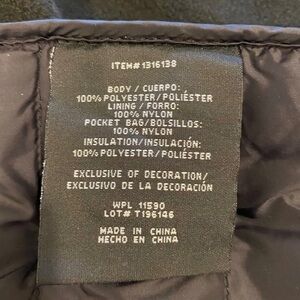 ITEM# 1316138
BODY / CUERPO:
100% POLYESTER / POLIÉSTER
LINING / FORRO:
100% NYLON
POCKET BAG/BOLSILLOS:
100% NYLON
INSULATION/INSULACIÓN:
100% POLYESTER/POLIÉSTER
EXCLUSIVE OF DECORATION/
EXCLUSIVO DE LA DECORACIÓN
WPL 11590
LOT# T196146
MADE IN CHINA
HECHO EN CHINA